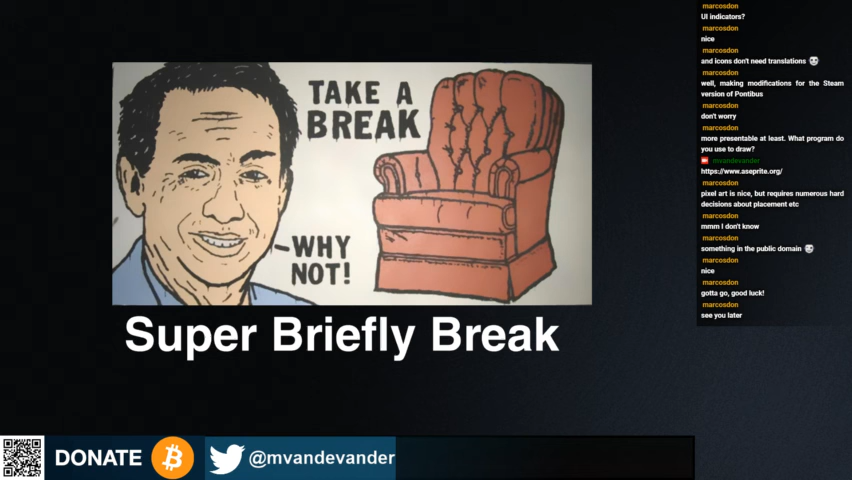 TAKE A
BREAK
-WHY
NOT!
Super Briefly Break
DONATE
@mvandevander
marcosdon
UI indicators?
marcosdon
nice
marcosdon
and icons don't need translations
marcosdon
well, making modifications for the Steam
version of Pontibus
marcosdon
don't worry
marcosdon
more presentable at least. What program do
you use to draw?
mvandevander
https://www.aseprite.org/
marcosdon
pixel art is nice, but requires numerous hard
decisions about placement etc
marcosdon
mmm I don't know
marcosdon
something in the public domain
marcosdon
nice
marcosdon
gotta go, good luck!
marcosdon
see you later